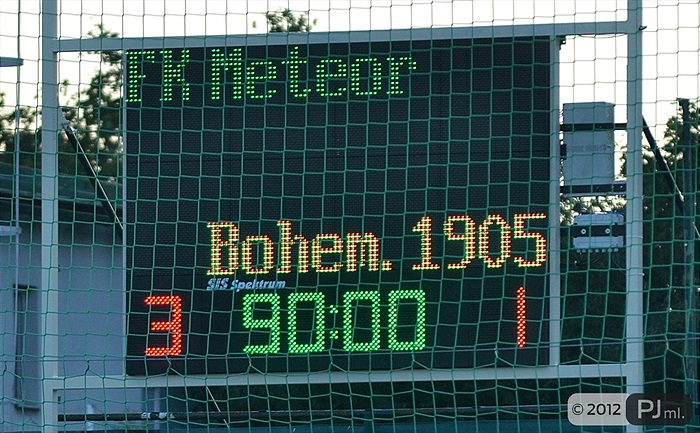 FK Meteor
Bohem. 1905
SIS Spektrum
3 90:00 1
© 2012 PJ ml.